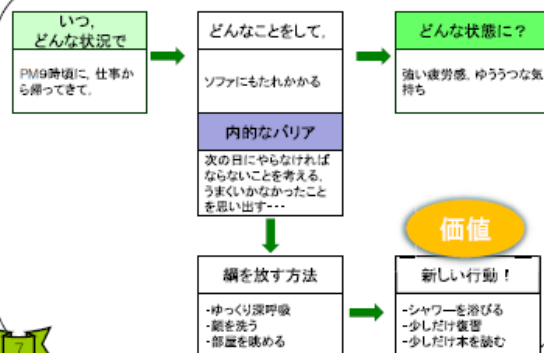 いつ、
どんな状況で
PM9時頃に、仕事か
ら帰ってきて、
どんなことをして、
ソファにもたれかかる
どんな状態に?
強い疲労感、ゆううつな気
持ち
内的なバリア
次の日にやらなければ
ならないことを考える、
うまくいかなかったこと
を思い出す---
価値
綱を放す方法
-ゆっくり深呼吸
-顔を洗う
-部屋を眺める
新しい行動!
-シャワーを浴びる
-少しだけ復習
-少しだけ本を読む
7